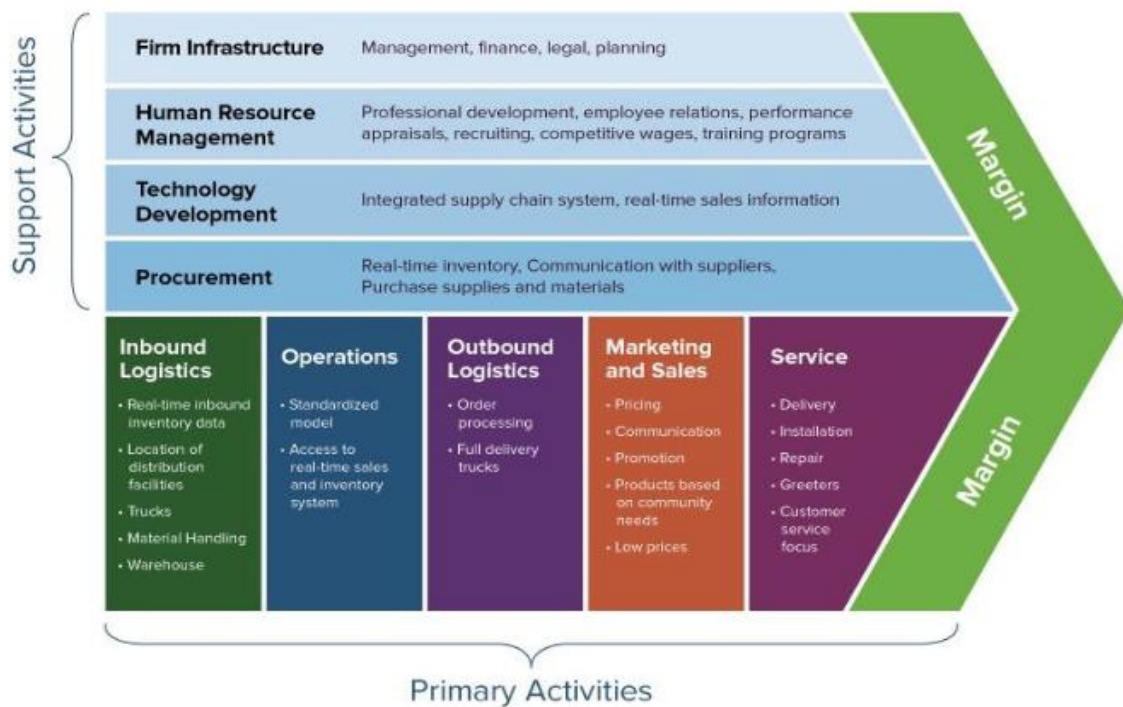 Support Activities
Firm Infrastructure
Management, finance, legal, planning
Human Resource
Management
Professional development, employee relations, performance
appraisals, recruiting, competitive wages, training programs
Technology
Development
Integrated supply chain system, real-time sales information
Procurement
Real-time inventory, Communication with suppliers,
Purchase supplies and materials
Margin
Margin
Inbound
Logistics
• Real-time inbound
inventory data
• Location of
distribution
facilities
• Trucks
• Material Handling
• Warehouse
Operations
• Standardized
model
• Access to
real-time sales
and inventory
system
Outbound
Logistics
• Order
processing
• Full delivery
trucks
Marketing
and Sales
• Pricing
• Communication
• Promotion
• Products based
on community
needs
• Low prices
Service
• Delivery
• Installation
• Repair
• Greeters
• Customer
service
focus
Primary Activities